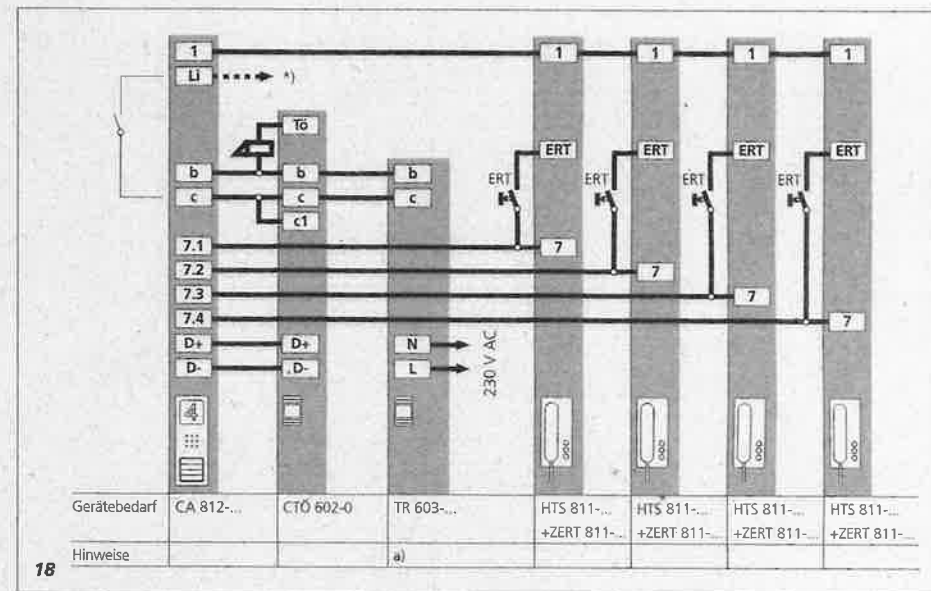 1 1 1 1 1
Li *)
Tö
ERT ERT ERT ERT
b b b
ERT ERT ERT ERT
c c c
c1
7.1 7
7.2 7
7.3 7
7.4 7
D+ D+ N
D- D- L
230 V AC
4
Gerätebedarf CA 812-... CTÖ 602-0 TR 603-... HTS 811-... HTS 811-... HTS 811-... HTS 811-...
+ZERT 811-... +ZERT 811-... +ZERT 811-... +ZERT 811-...
Hinweise a)
18